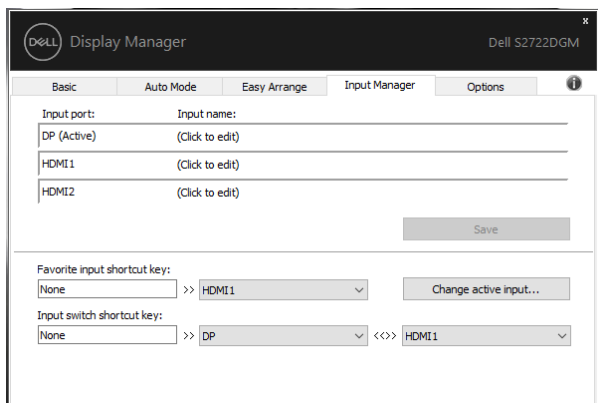 x
DELL Display Manager Dell S2722DGM
Basic Auto Mode Easy Arrange Input Manager Options i
Input port: Input name:
DP (Active) (Click to edit)
HDMI1 (Click to edit)
HDMI2 (Click to edit)
Save
Favorite input shortcut key:
None >> HDMI1 Change active input...
Input switch shortcut key:
None >> DP <<>> HDMI1